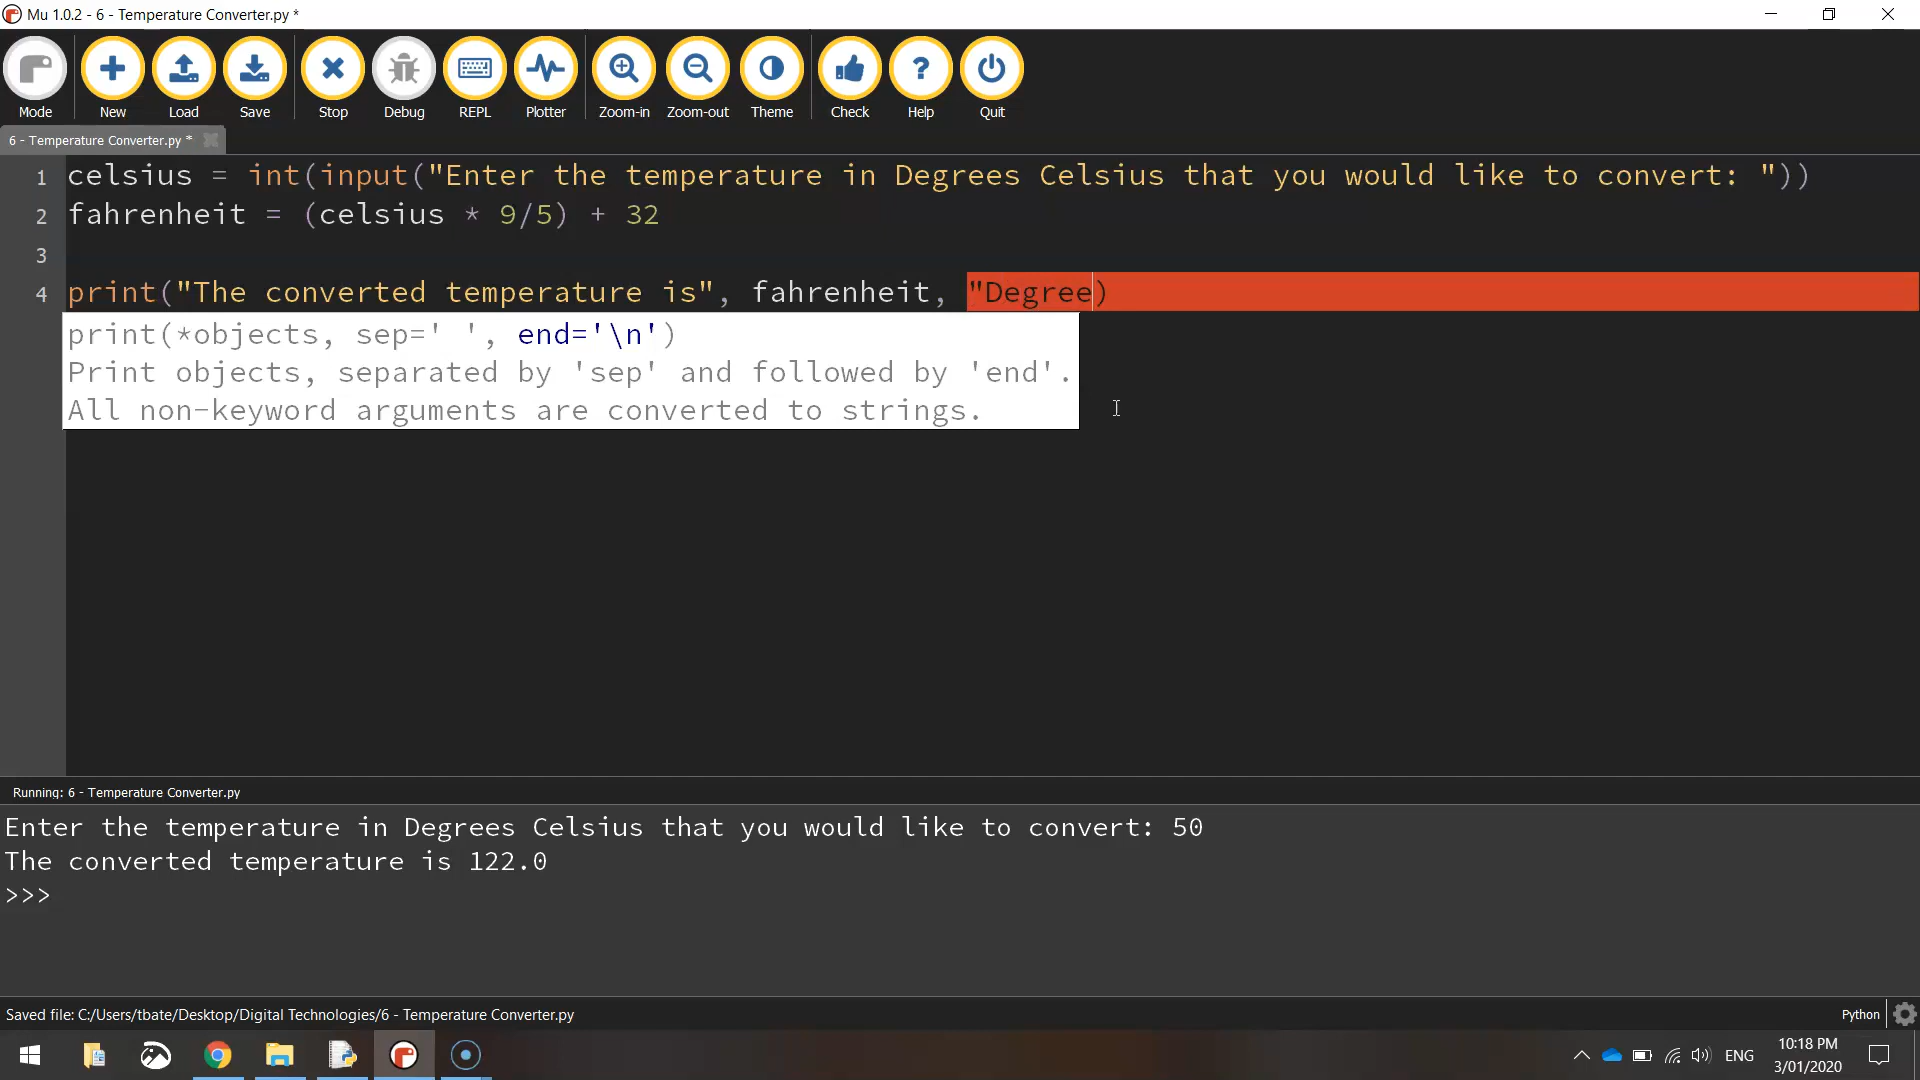 Mu 1.0.2 - 6 - Temperature Converter.py *
Mode New Load Save Stop Debug REPL Plotter Zoom-in Zoom-out Theme Check Help Quit
6 - Temperature Converter.py *
1 celsius = int(input("Enter the temperature in Degrees Celsius that you would like to convert: "))
2 fahrenheit = (celsius * 9/5) + 32
3
4 print("The converted temperature is", fahrenheit, "Degree)
print(*objects, sep=' ', end='\n')
Print objects, separated by 'sep' and followed by 'end'.
All non-keyword arguments are converted to strings.
Running: 6 - Temperature Converter.py
Enter the temperature in Degrees Celsius that you would like to convert: 50
The converted temperature is 122.0
>>>
Saved file: C:/Users/tbate/Desktop/Digital Technologies/6 - Temperature Converter.py
Python
ENG
10:18 PM
3/01/2020